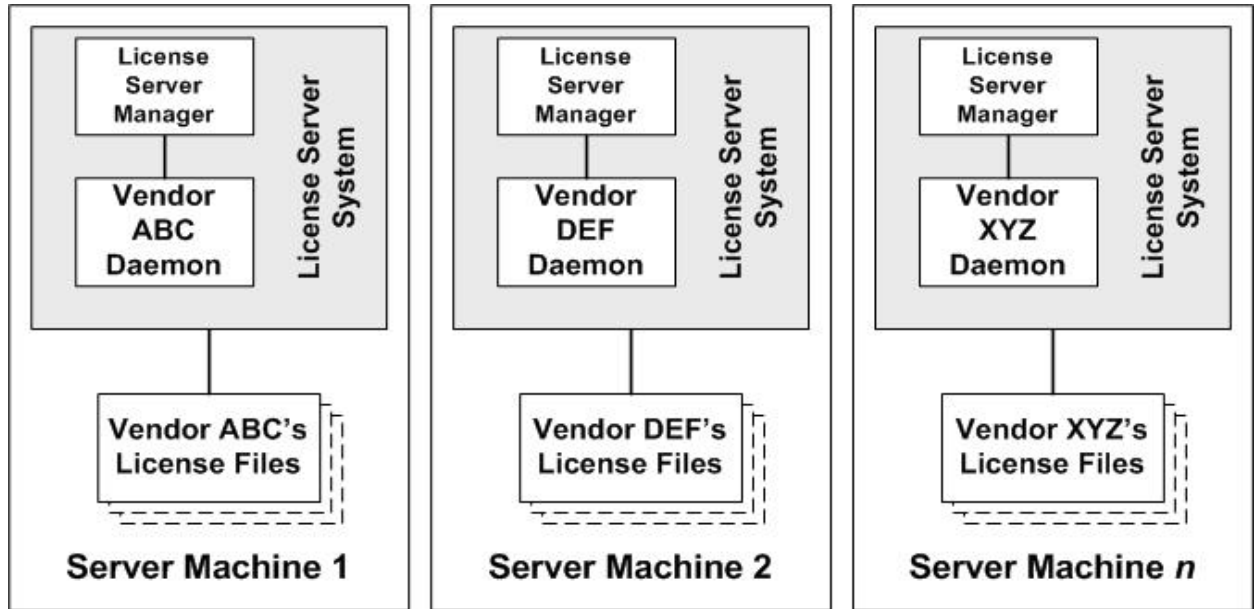 License
Server
Manager
Vendor
ABC
Daemon
License Server
System
Vendor ABC's
License Files
Server Machine 1
License
Server
Manager
Vendor
DEF
Daemon
License Server
System
Vendor DEF's
License Files
Server Machine 2
License
Server
Manager
Vendor
XYZ
Daemon
License Server
System
Vendor XYZ's
License Files
Server Machine n